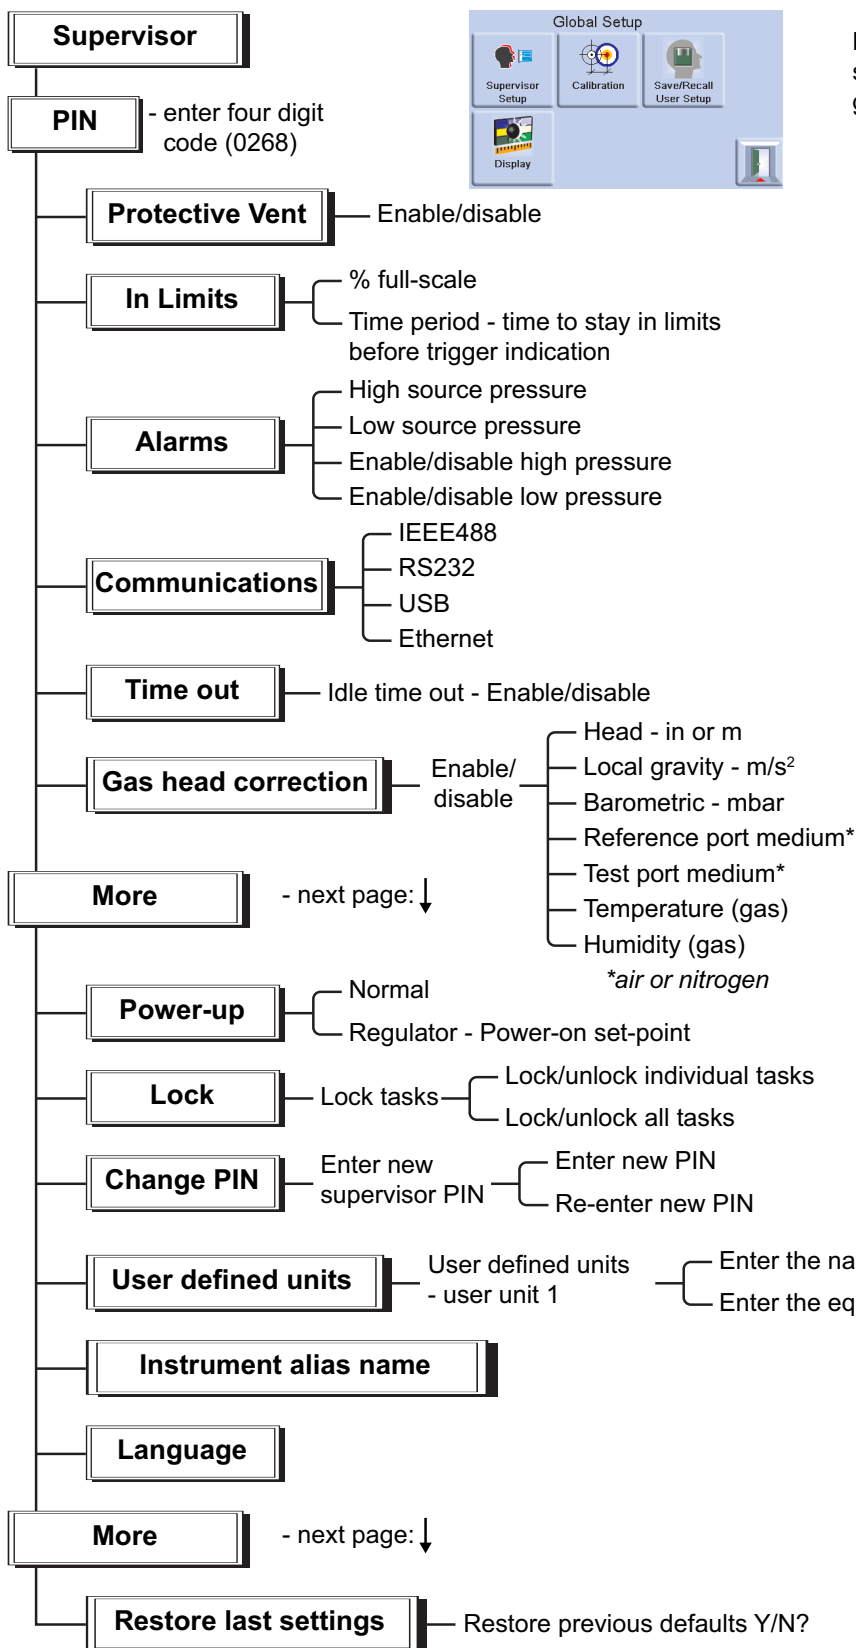 Supervisor
PIN
- enter four digit
code (0268)
Global Setup
Supervisor
Setup
Calibration
Save/Recall
User Setup
Display
Protective Vent
Enable/disable
In Limits
% full-scale
Time period - time to stay in limits
before trigger indication
Alarms
High source pressure
Low source pressure
Enable/disable high pressure
Enable/disable low pressure
Communications
IEEE488
RS232
USB
Ethernet
Time out
Idle time out - Enable/disable
Gas head correction
Enable/
disable
Head - in or m
Local gravity - m/s²
Barometric - mbar
Reference port medium*
Test port medium*
Temperature (gas)
Humidity (gas)
*air or nitrogen
More
- next page:↓
Power-up
Normal
Regulator - Power-on set-point
Lock
Lock tasks
Lock/unlock individual tasks
Lock/unlock all tasks
Change PIN
Enter new
supervisor PIN
Enter new PIN
Re-enter new PIN
User defined units
User defined units
- user unit 1
Enter the na
Enter the eq
Instrument alias name
Language
More
- next page:↓
Restore last settings
Restore previous defaults Y/N?